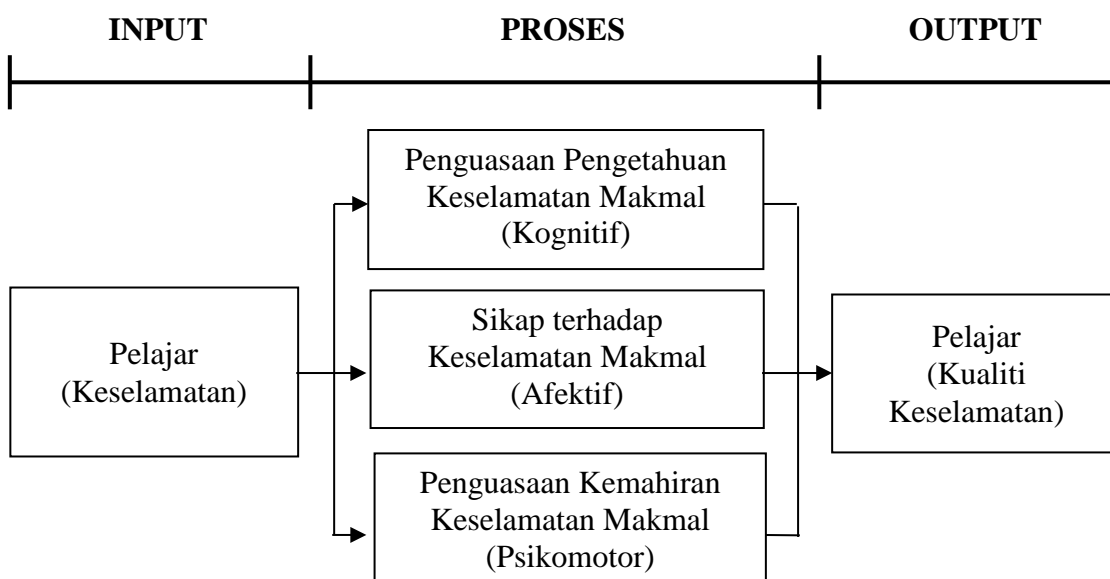 INPUT
PROSES
OUTPUT
Penguasaan Pengetahuan
Keselamatan Makmal
(Kognitif)
Pelajar
(Keselamatan)
Sikap terhadap
Keselamatan Makmal
(Afektif)
Pelajar
(Kualiti
Keselamatan)
Penguasaan Kemahiran
Keselamatan Makmal
(Psikomotor)